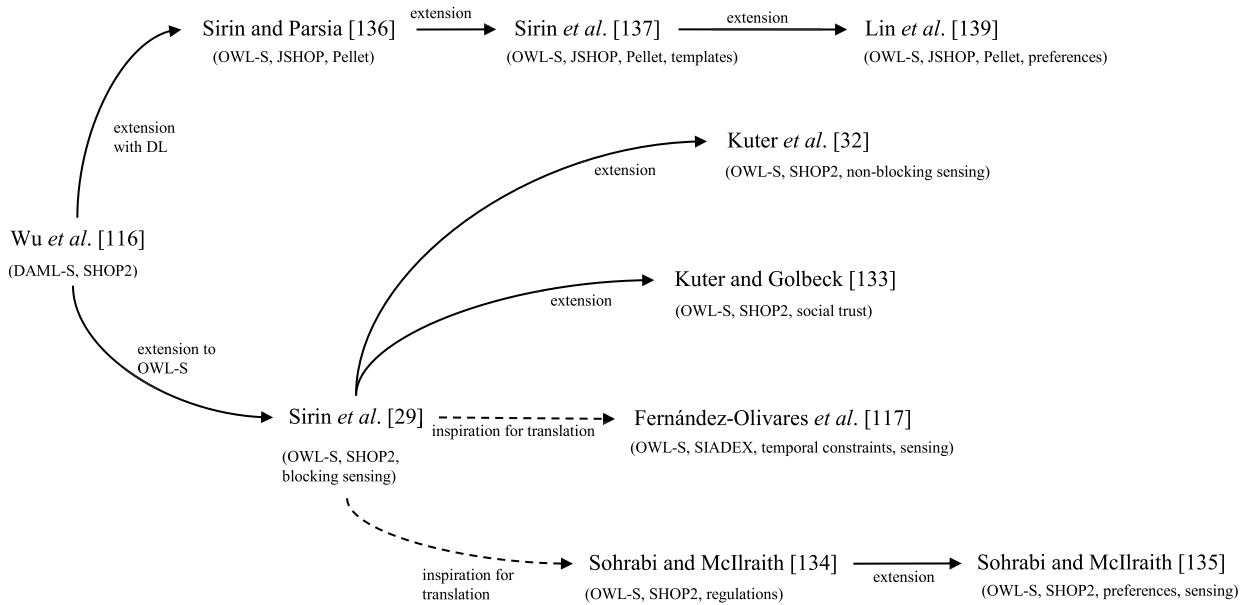 Sirin and Parsia [136]
(OWL-S, JSHOP, Pellet)
extension
Sirin et al. [137]
(OWL-S, JSHOP, Pellet, templates)
extension
Lin et al. [139]
(OWL-S, JSHOP, Pellet, preferences)
extension
with DL
Kuter et al. [32]
(OWL-S, SHOP2, non-blocking sensing)
extension
Wu et al. [116]
(DAML-S, SHOP2)
Kuter and Golbeck [133]
(OWL-S, SHOP2, social trust)
extension
extension to
OWL-S
Sirin et al. [29]
(OWL-S, SHOP2,
blocking sensing)
inspiration for translation
Fernández-Olivares et al. [117]
(OWL-S, SIADEX, temporal constraints, sensing)
inspiration for
translation
Sohrabi and McIlraith [134]
(OWL-S, SHOP2, regulations)
extension
Sohrabi and McIlraith [135]
(OWL-S, SHOP2, preferences, sensing)